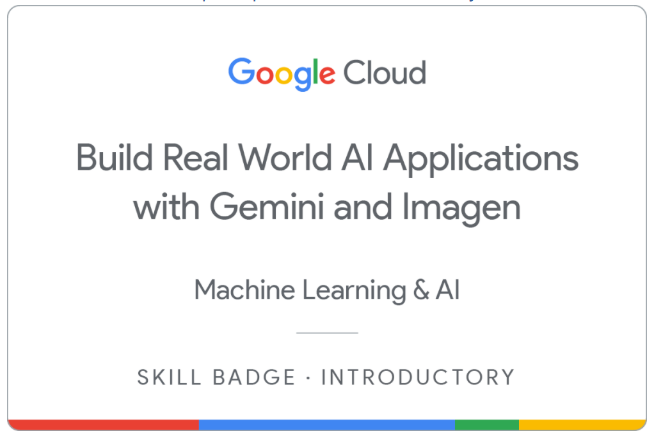 Google Cloud
Build Real World AI Applications
with Gemini and Imagen
Machine Learning & AI
SKILL BADGE · INTRODUCTORY